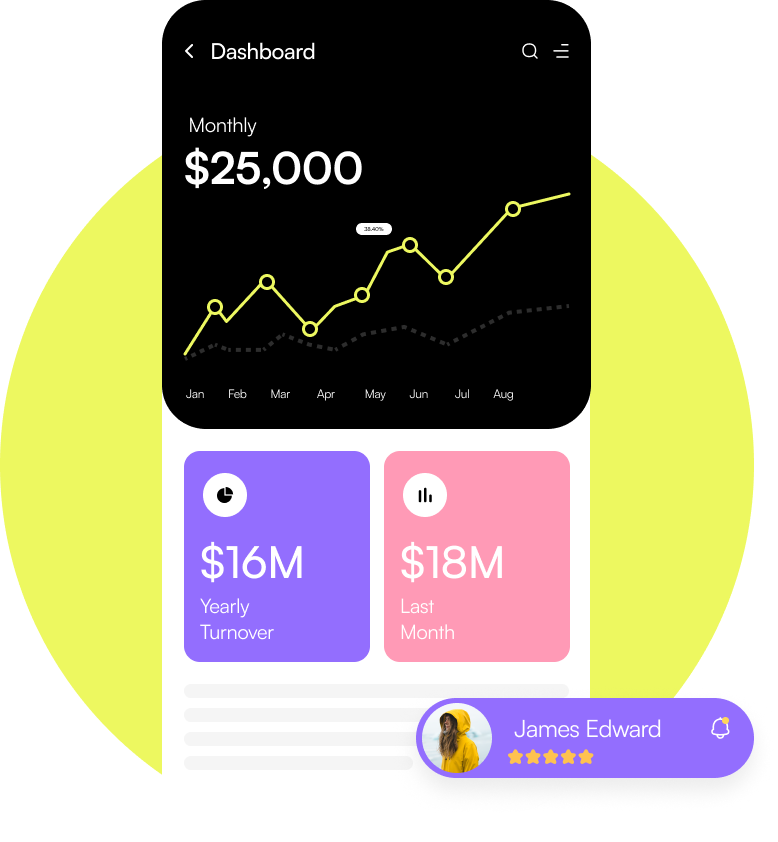 Dashboard
Monthly
$25,000
38.40%
Jan Feb Mar Apr May Jun Jul Aug
$16M
Yearly
Turnover
$18M
Last
Month
James Edward